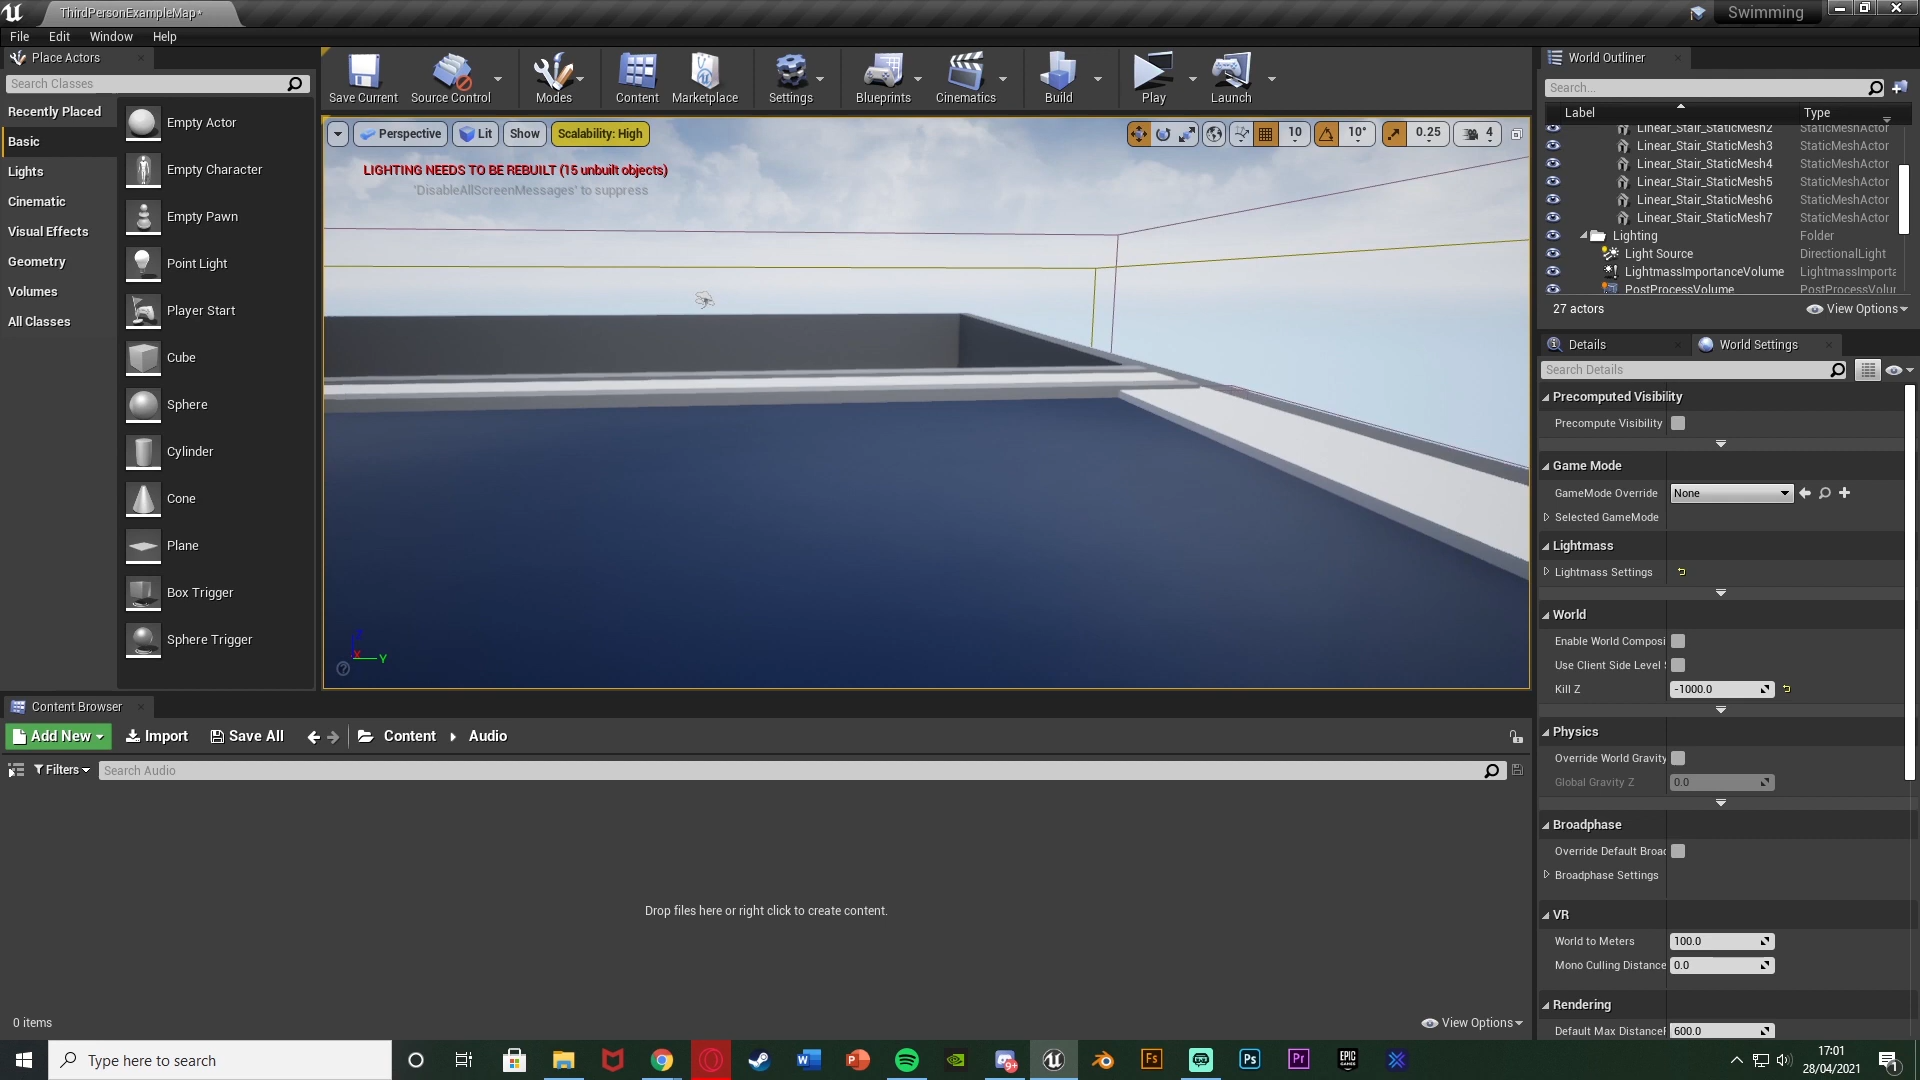 ThirdPersonExampleMap*
Swimming
File Edit Window Help
Place Actors
Search Classes
Recently Placed
Basic
Lights
Cinematic
Visual Effects
Geometry
Volumes
All Classes
Empty Actor
Empty Character
Empty Pawn
Point Light
Player Start
Cube
Sphere
Cylinder
Cone
Plane
Box Trigger
Sphere Trigger
Save Current Source Control Modes Content Marketplace Settings Blueprints Cinematics Build Play Launch
Perspective Lit Show Scalability: High 10 10° 0.25 4
LIGHTING NEEDS TO BE REBUILT (15 unbuilt objects)
'DisableAllScreenMessages' to suppress
X Y
World Outliner
Search...
Label Type
Linear_Stair_StaticMesh2 StaticMeshActor
Linear_Stair_StaticMesh3 StaticMeshActor
Linear_Stair_StaticMesh4 StaticMeshActor
Linear_Stair_StaticMesh5 StaticMeshActor
Linear_Stair_StaticMesh6 StaticMeshActor
Linear_Stair_StaticMesh7 StaticMeshActor
Lighting Folder
Light Source DirectionalLight
LightmassImportanceVolume LightmassImporta
PostProcessVolume PostProcessVolur
27 actors View Options
Details World Settings
Search Details
Precomputed Visibility
Precompute Visibility
Game Mode
GameMode Override None
Selected GameMode
Lightmass
Lightmass Settings
World
Enable World Composi
Use Client Side Level S
Kill Z -1000.0
Physics
Override World Gravity
Global Gravity Z 0.0
Broadphase
Override Default Broad
Broadphase Settings
VR
World to Meters 100.0
Mono Culling Distance 0.0
Rendering
Default Max DistanceF 600.0
Content Browser
Add New Import Save All Content Audio
Filters Search Audio
Drop files here or right click to create content.
0 items View Options
Type here to search
17:01
28/04/2021